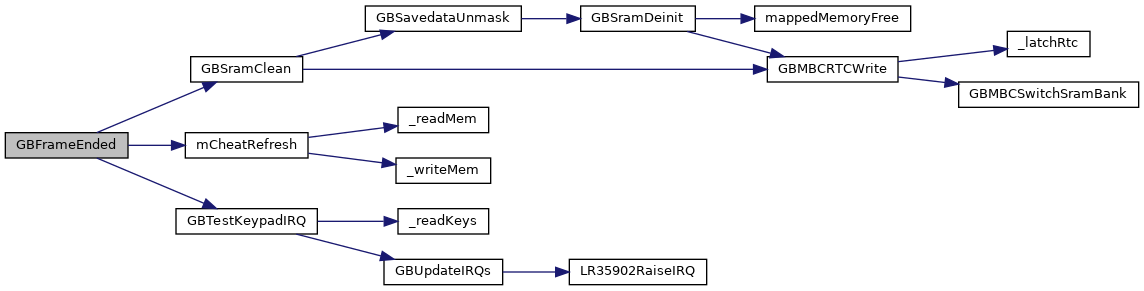 GBFrameEnded
GBSramClean
GBSavedataUnmask
GBSramDeinit
mappedMemoryFree
GBMBCRTCWrite
_latchRtc
GBMBCSwitchSramBank
mCheatRefresh
_readMem
_writeMem
GBTestKeypadIRQ
_readKeys
GBUpdateIRQs
LR35902RaiseIRQ